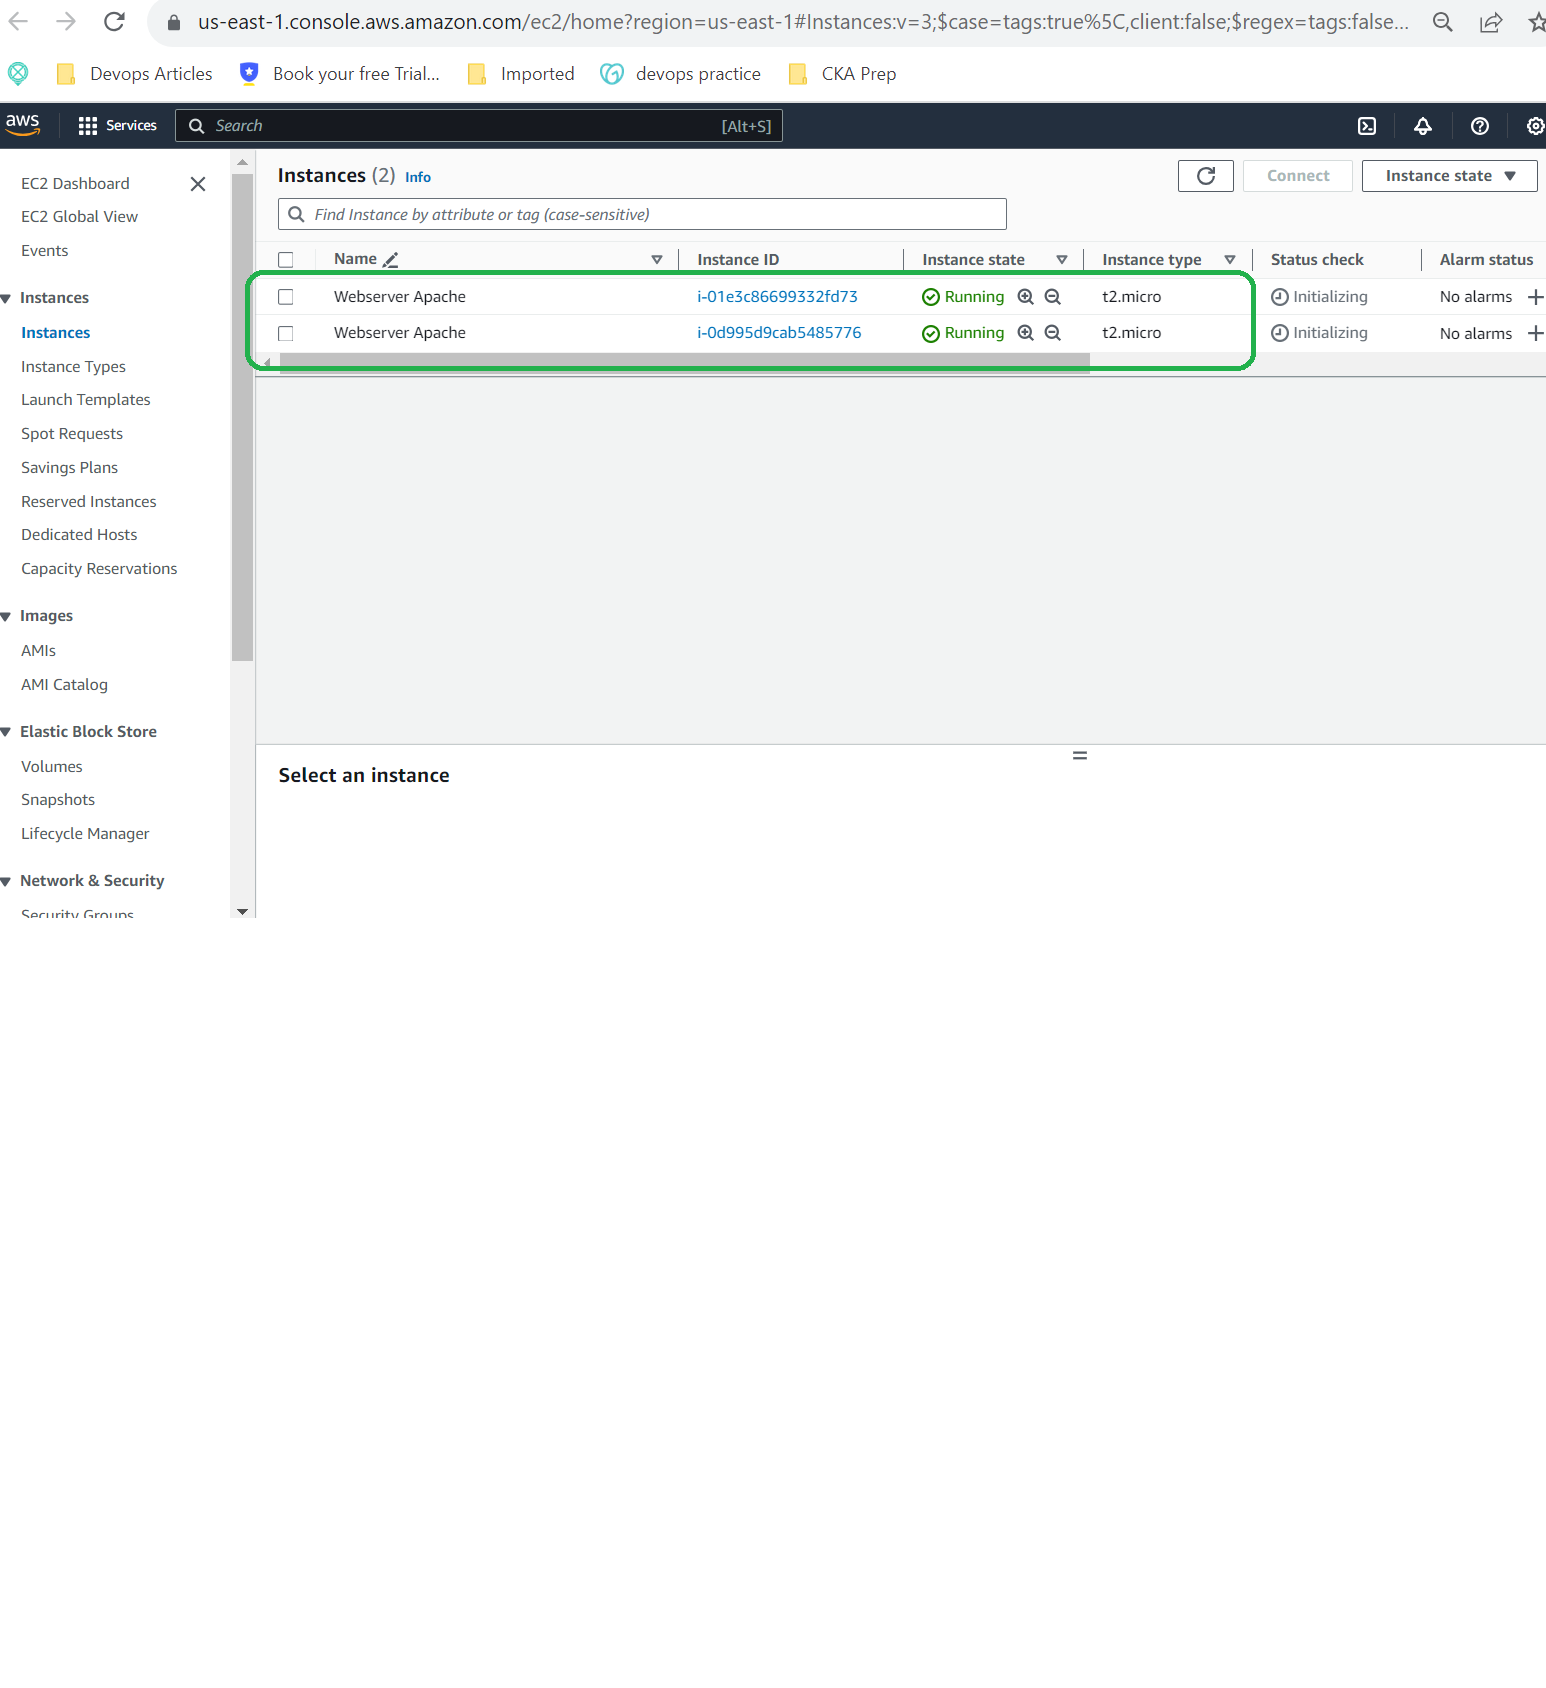 us-east-1.console.aws.amazon.com/ec2/home?region=us-east-1#Instances:v=3;$case=tags:true%5C,client:false;$regex=tags:false...
Devops Articles Book your free Trial... Imported devops practice CKA Prep
aws Services Search [Alt+S]
EC2 Dashboard
EC2 Global View
Events
Instances
Instances
Instance Types
Launch Templates
Spot Requests
Savings Plans
Reserved Instances
Dedicated Hosts
Capacity Reservations
Images
AMIs
AMI Catalog
Elastic Block Store
Volumes
Snapshots
Lifecycle Manager
Network & Security
Security Groups
Instances (2) Info Connect Instance state
Find Instance by attribute or tag (case-sensitive)
Name Instance ID Instance state Instance type Status check Alarm status
Webserver Apache i-01e3c86699332fd73 Running t2.micro Initializing No alarms
Webserver Apache i-0d995d9cab5485776 Running t2.micro Initializing No alarms
Select an instance